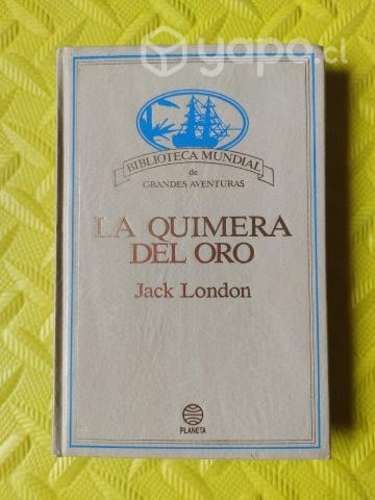 yapo.cl
BIBLIOTECA MUNDIAL
de
GRANDES AVENTURAS
LA QUIMERA
DEL ORO
Jack London
PLANETA